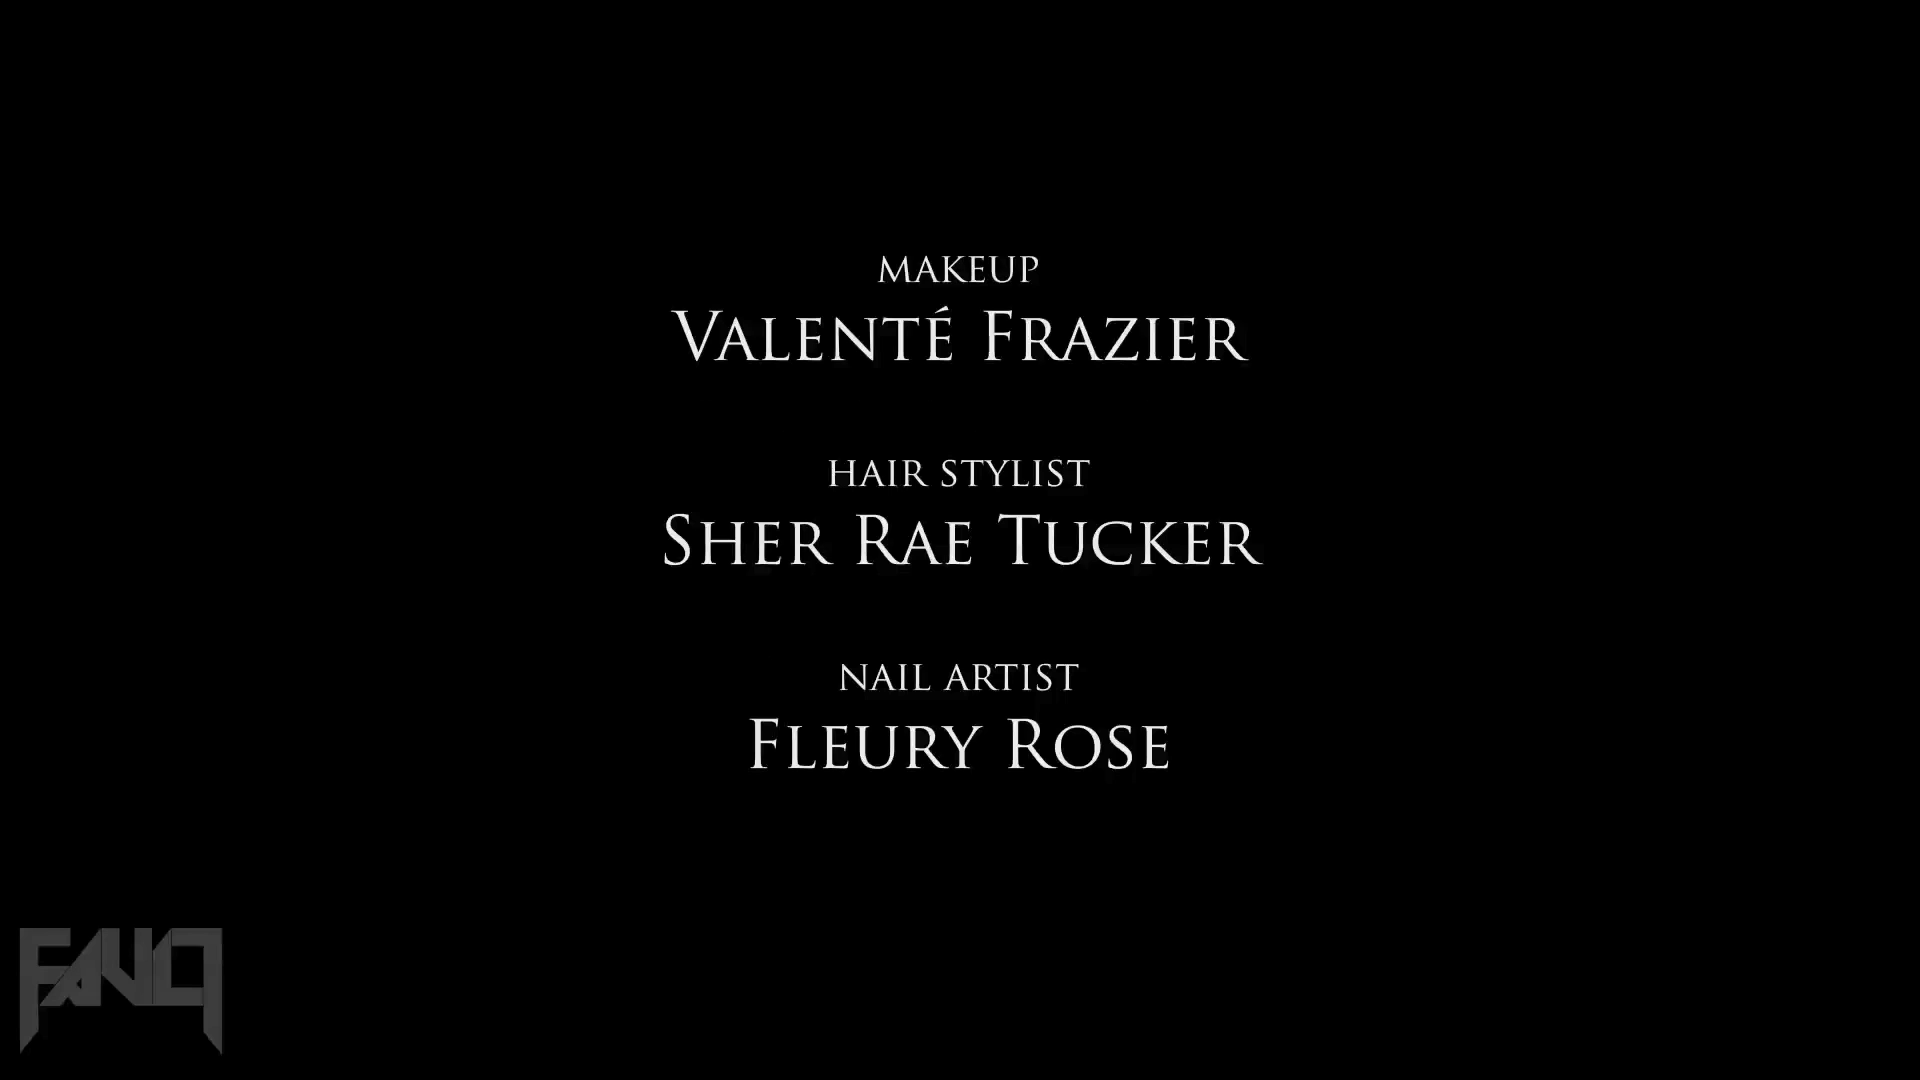 MAKEUP
VALENTÉ FRAZIER
HAIR STYLIST
SHER RAE TUCKER
NAIL ARTIST
FLEURY ROSE